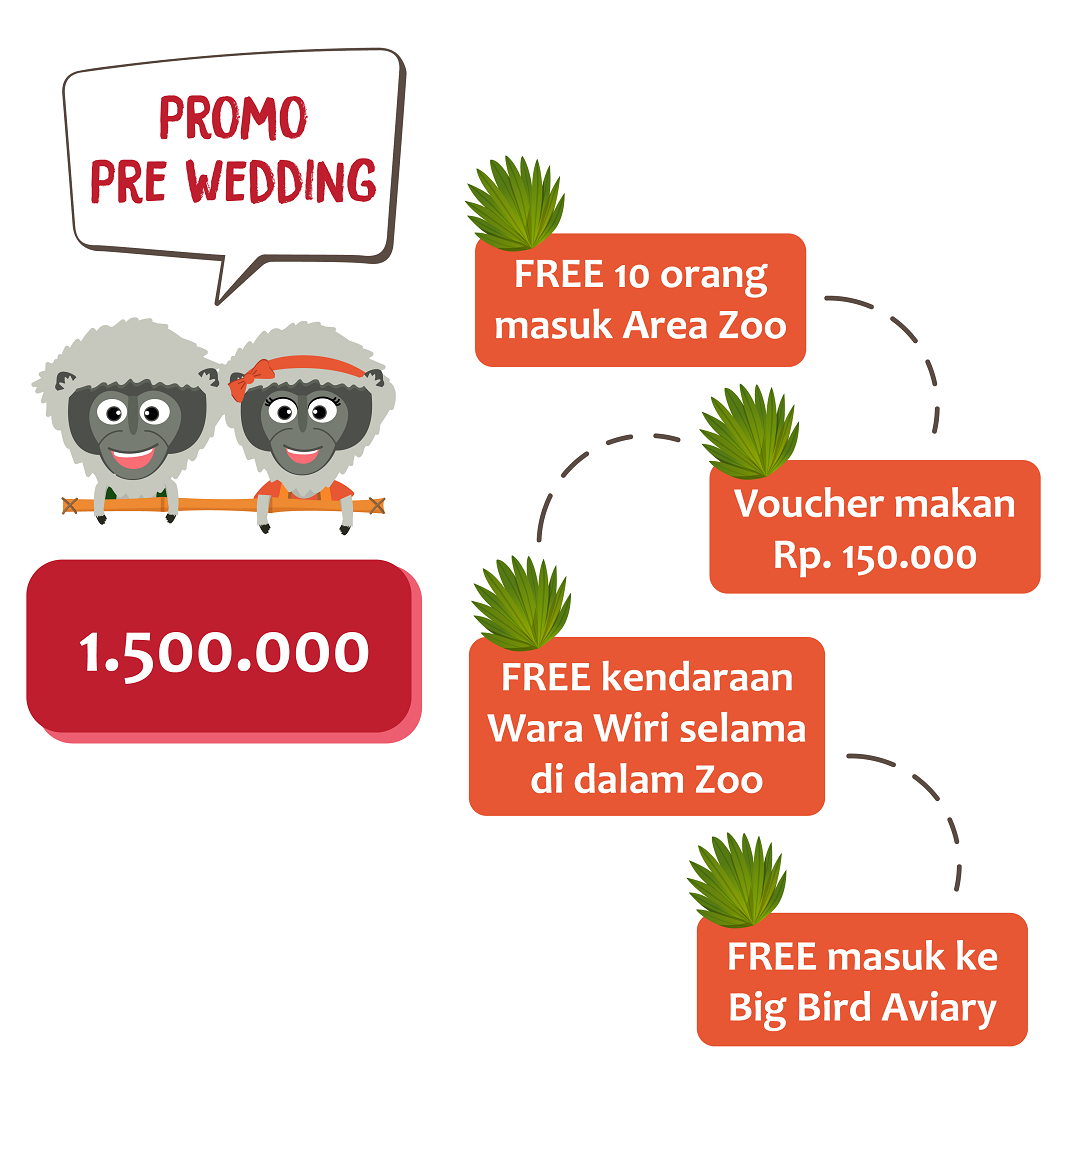 PROMO
PRE WEDDING
1.500.000
FREE 10 orang
masuk Area Zoo
Voucher makan
Rp. 150.000
FREE kendaraan
Wara Wiri selama
di dalam Zoo
FREE masuk ke
Big Bird Aviary